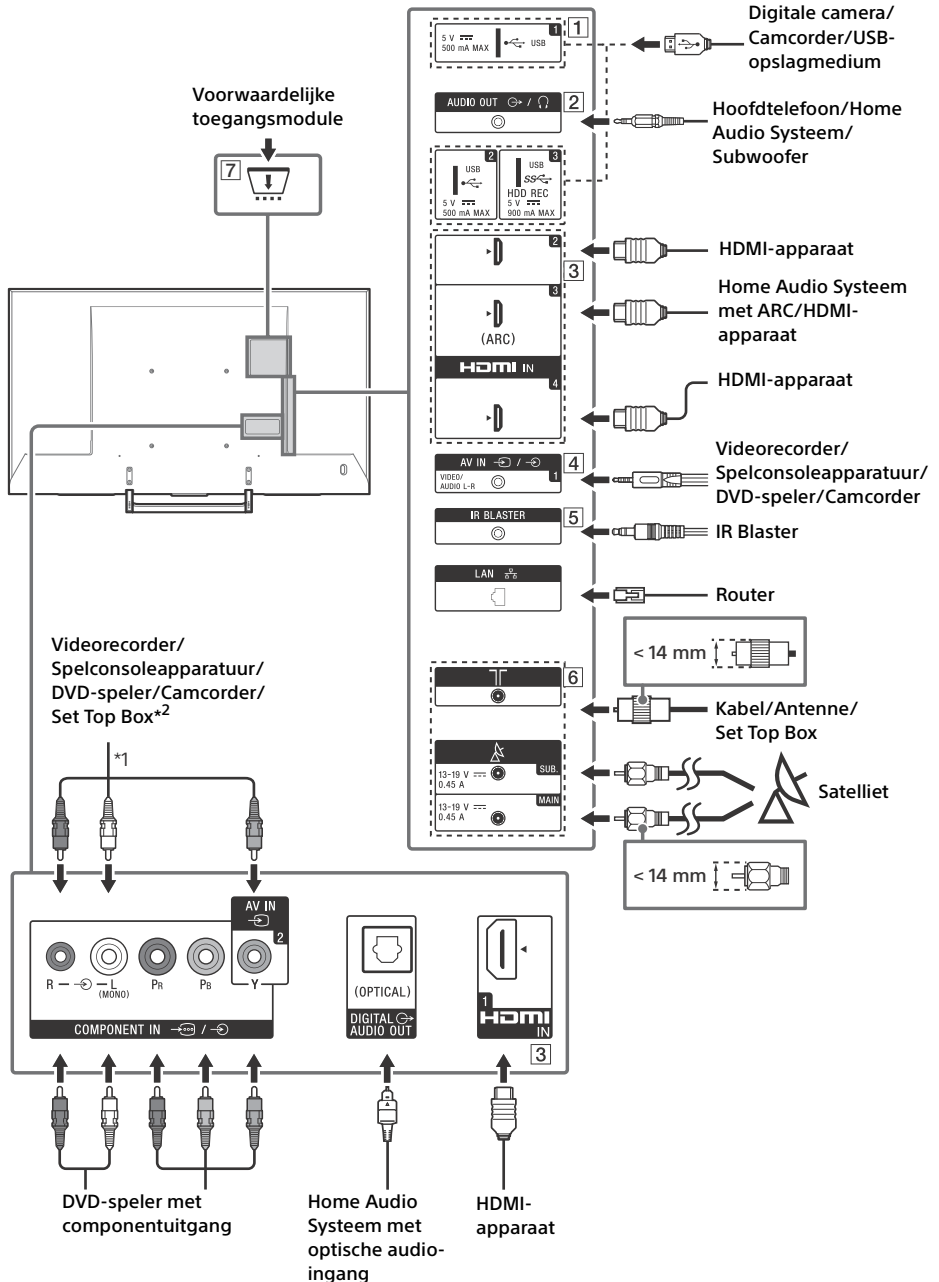 Digitale camera/
Camcorder/USB-
opslagmedium
1
5 V
500 mA MAX
USB
1
Voorwaardelijke
toegangsmodule
7
AUDIO OUT /
2
Hoofdtelefoon/Home
Audio Systeem/
Subwoofer
2
USB
5 V
500 mA MAX
3
USB
SS
HDD REC
5 V
900 mA MAX
2
HDMI-apparaat
3
3
(ARC)
Home Audio Systeem
met ARC/HDMI-
apparaat
HDMI IN
4
HDMI-apparaat
AV IN /
4
VIDEO/
AUDIO L-R
1
Videorecorder/
Spelconsoleapparatuur/
DVD-speler/Camcorder
IR BLASTER
5
IR Blaster
LAN
Router
< 14 mm
6
Kabel/Antenne/
Set Top Box
13-19 V
0.45 A
SUB.
13-19 V
0.45 A
MAIN
Satelliet
< 14 mm
Videorecorder/
Spelconsoleapparatuur/
DVD-speler/Camcorder/
Set Top Box*2
*1
AV IN
2
R — — L
(MONO)
PR
PB
Y
COMPONENT IN /
(OPTICAL)
DIGITAL
AUDIO OUT
1
HDMI
IN
3
DVD-speler met
componentuitgang
Home Audio
Systeem met
optische audio-
ingang
HDMI-
apparaat